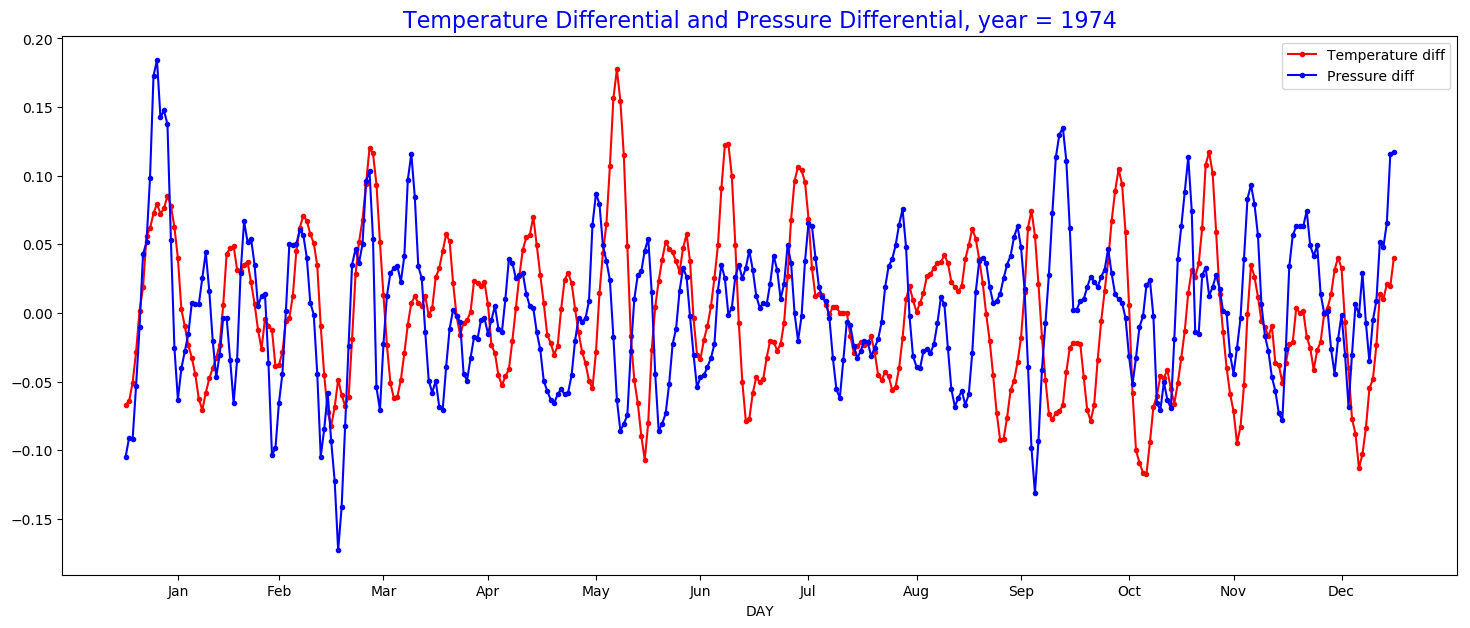 Temperature Differential and Pressure Differential, year = 1974
Temperature diff
Pressure diff
0.20
0.15
0.10
0.05
0.00
−0.05
−0.10
−0.15
Jan Feb Mar Apr May Jun Jul Aug Sep Oct Nov Dec
DAY